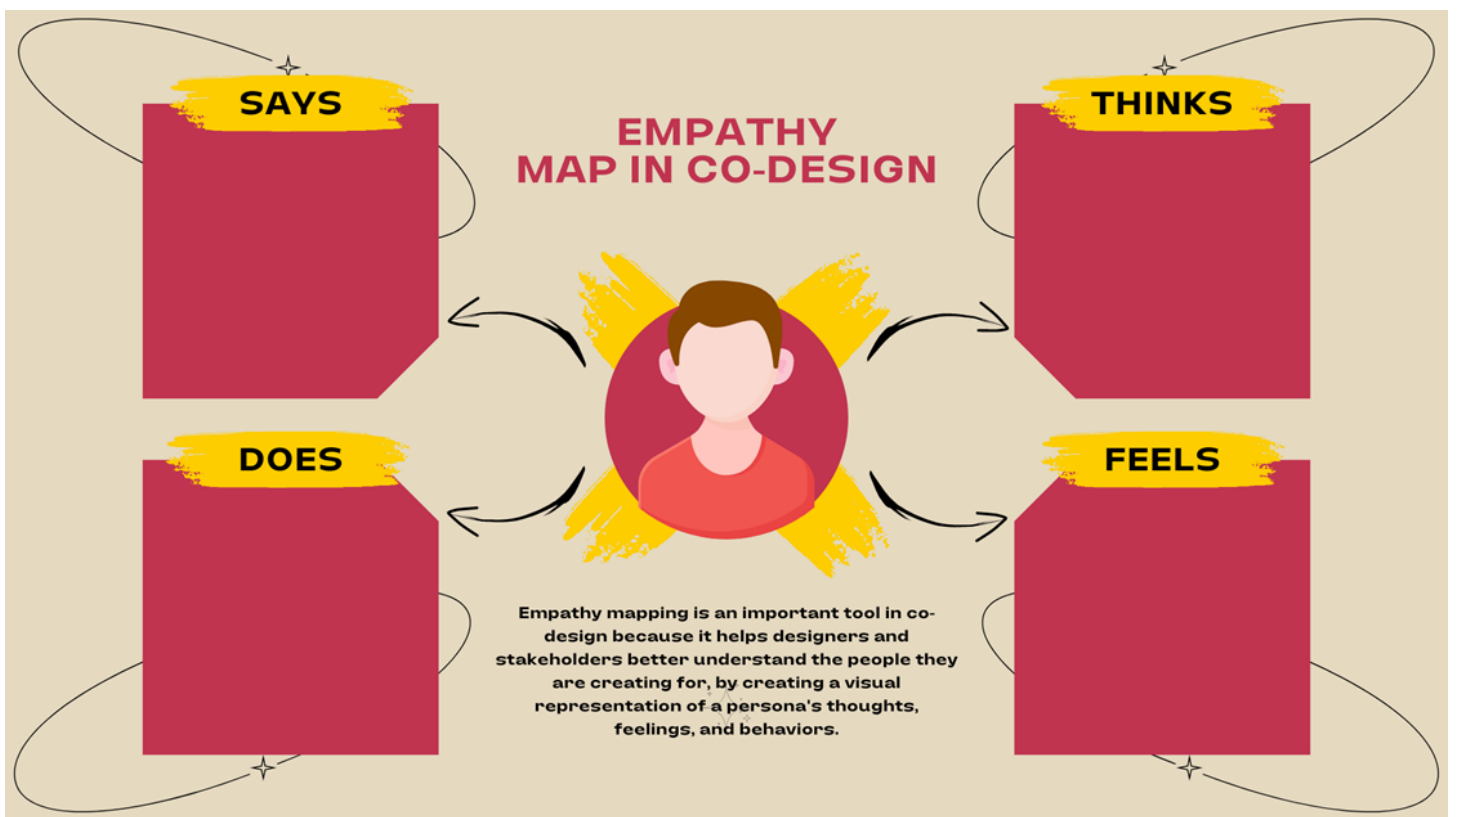 SAYS
THINKS
EMPATHY
MAP IN CO-DESIGN
DOES
FEELS
Empathy mapping is an important tool in co-
design because it helps designers and
stakeholders better understand the people they
are creating for, by creating a visual
representation of a persona's thoughts,
feelings, and behaviors.